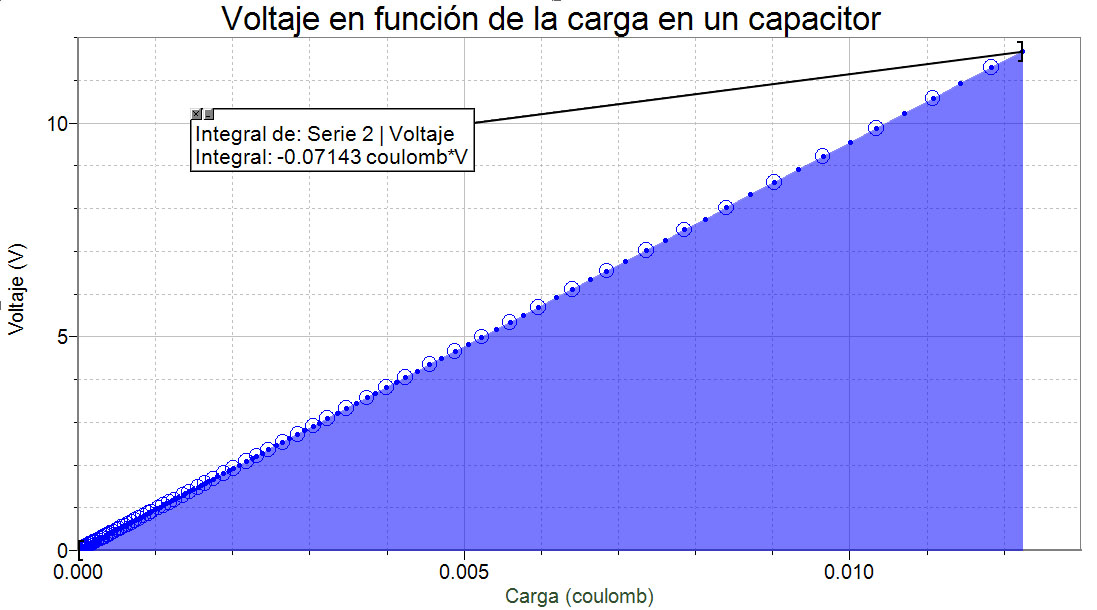 Voltaje en función de la carga en un capacitor
Integral de: Serie 2 | Voltaje
Integral: -0.07143 coulomb*V
10
5
0
Voltaje (V)
0.000
0.005
0.010
Carga (coulomb)